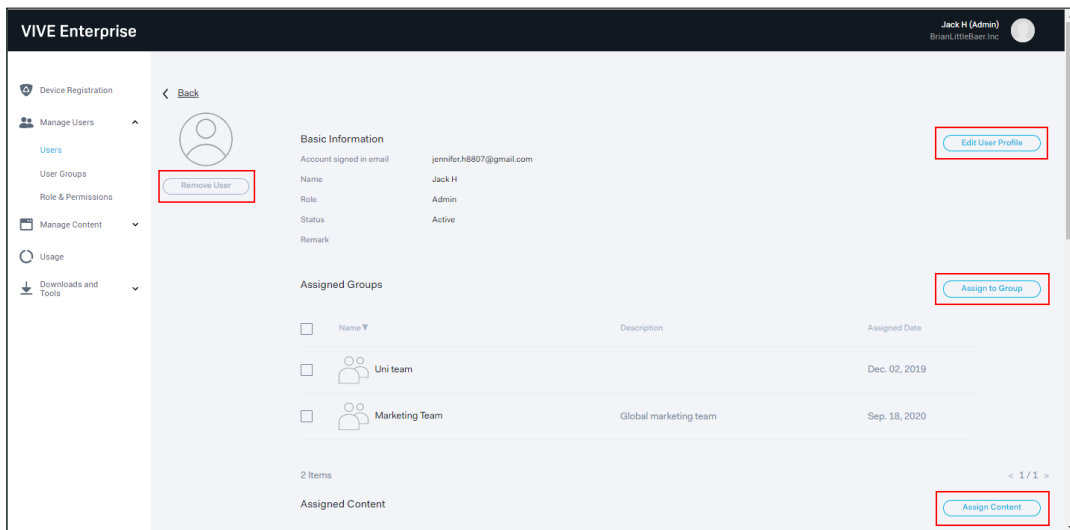 VIVE Enterprise
Jack H (Admin)
BrianLittleBaer.Inc
Device Registration
Manage Users
Users
User Groups
Role & Permissions
Manage Content
Usage
Downloads and
Tools
Back
Remove User
Basic Information
Edit User Profile
Account signed in email jennifer.h8807@gmail.com
Name Jack H
Role Admin
Status Active
Remark
Assigned Groups
Assign to Group
Name▼ Description Assigned Date
Uni team Dec. 02, 2019
Marketing Team Global marketing team Sep. 18, 2020
2 Items < 1 / 1 >
Assigned Content
Assign Content